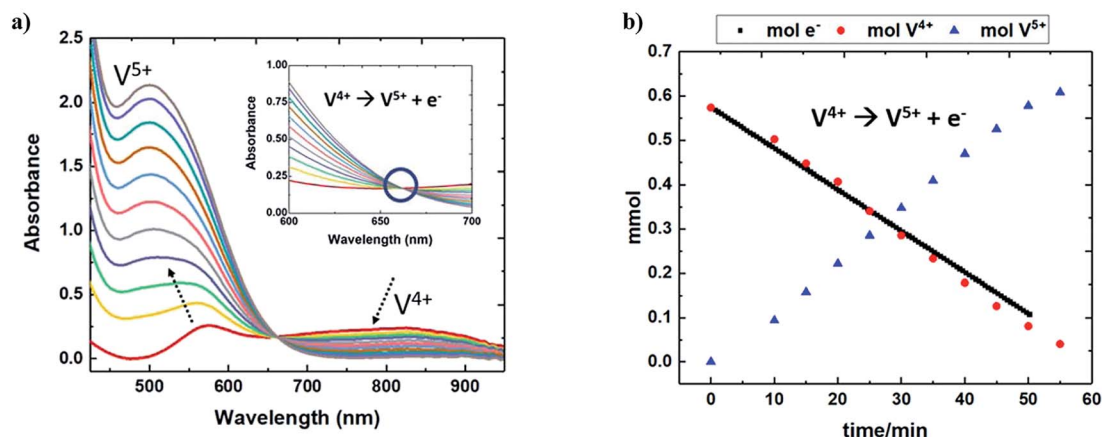 a)
2.5
2.0
1.5
1.0
0.5
0.0
Absorbance
V⁵⁺
V⁴⁺
500 600 700 800 900
Wavelength (nm)
1.00
0.75
0.50
0.25
0.00
Absorbance
V⁴⁺ → V⁵⁺ + e⁻
600 650 700
Wavelength (nm)
b)
mol e⁻ mol V⁴⁺ mol V⁵⁺
0.7
0.6
0.5
0.4
0.3
0.2
0.1
0.0
mmol
V⁴⁺ → V⁵⁺ + e⁻
0 10 20 30 40 50 60
time/min